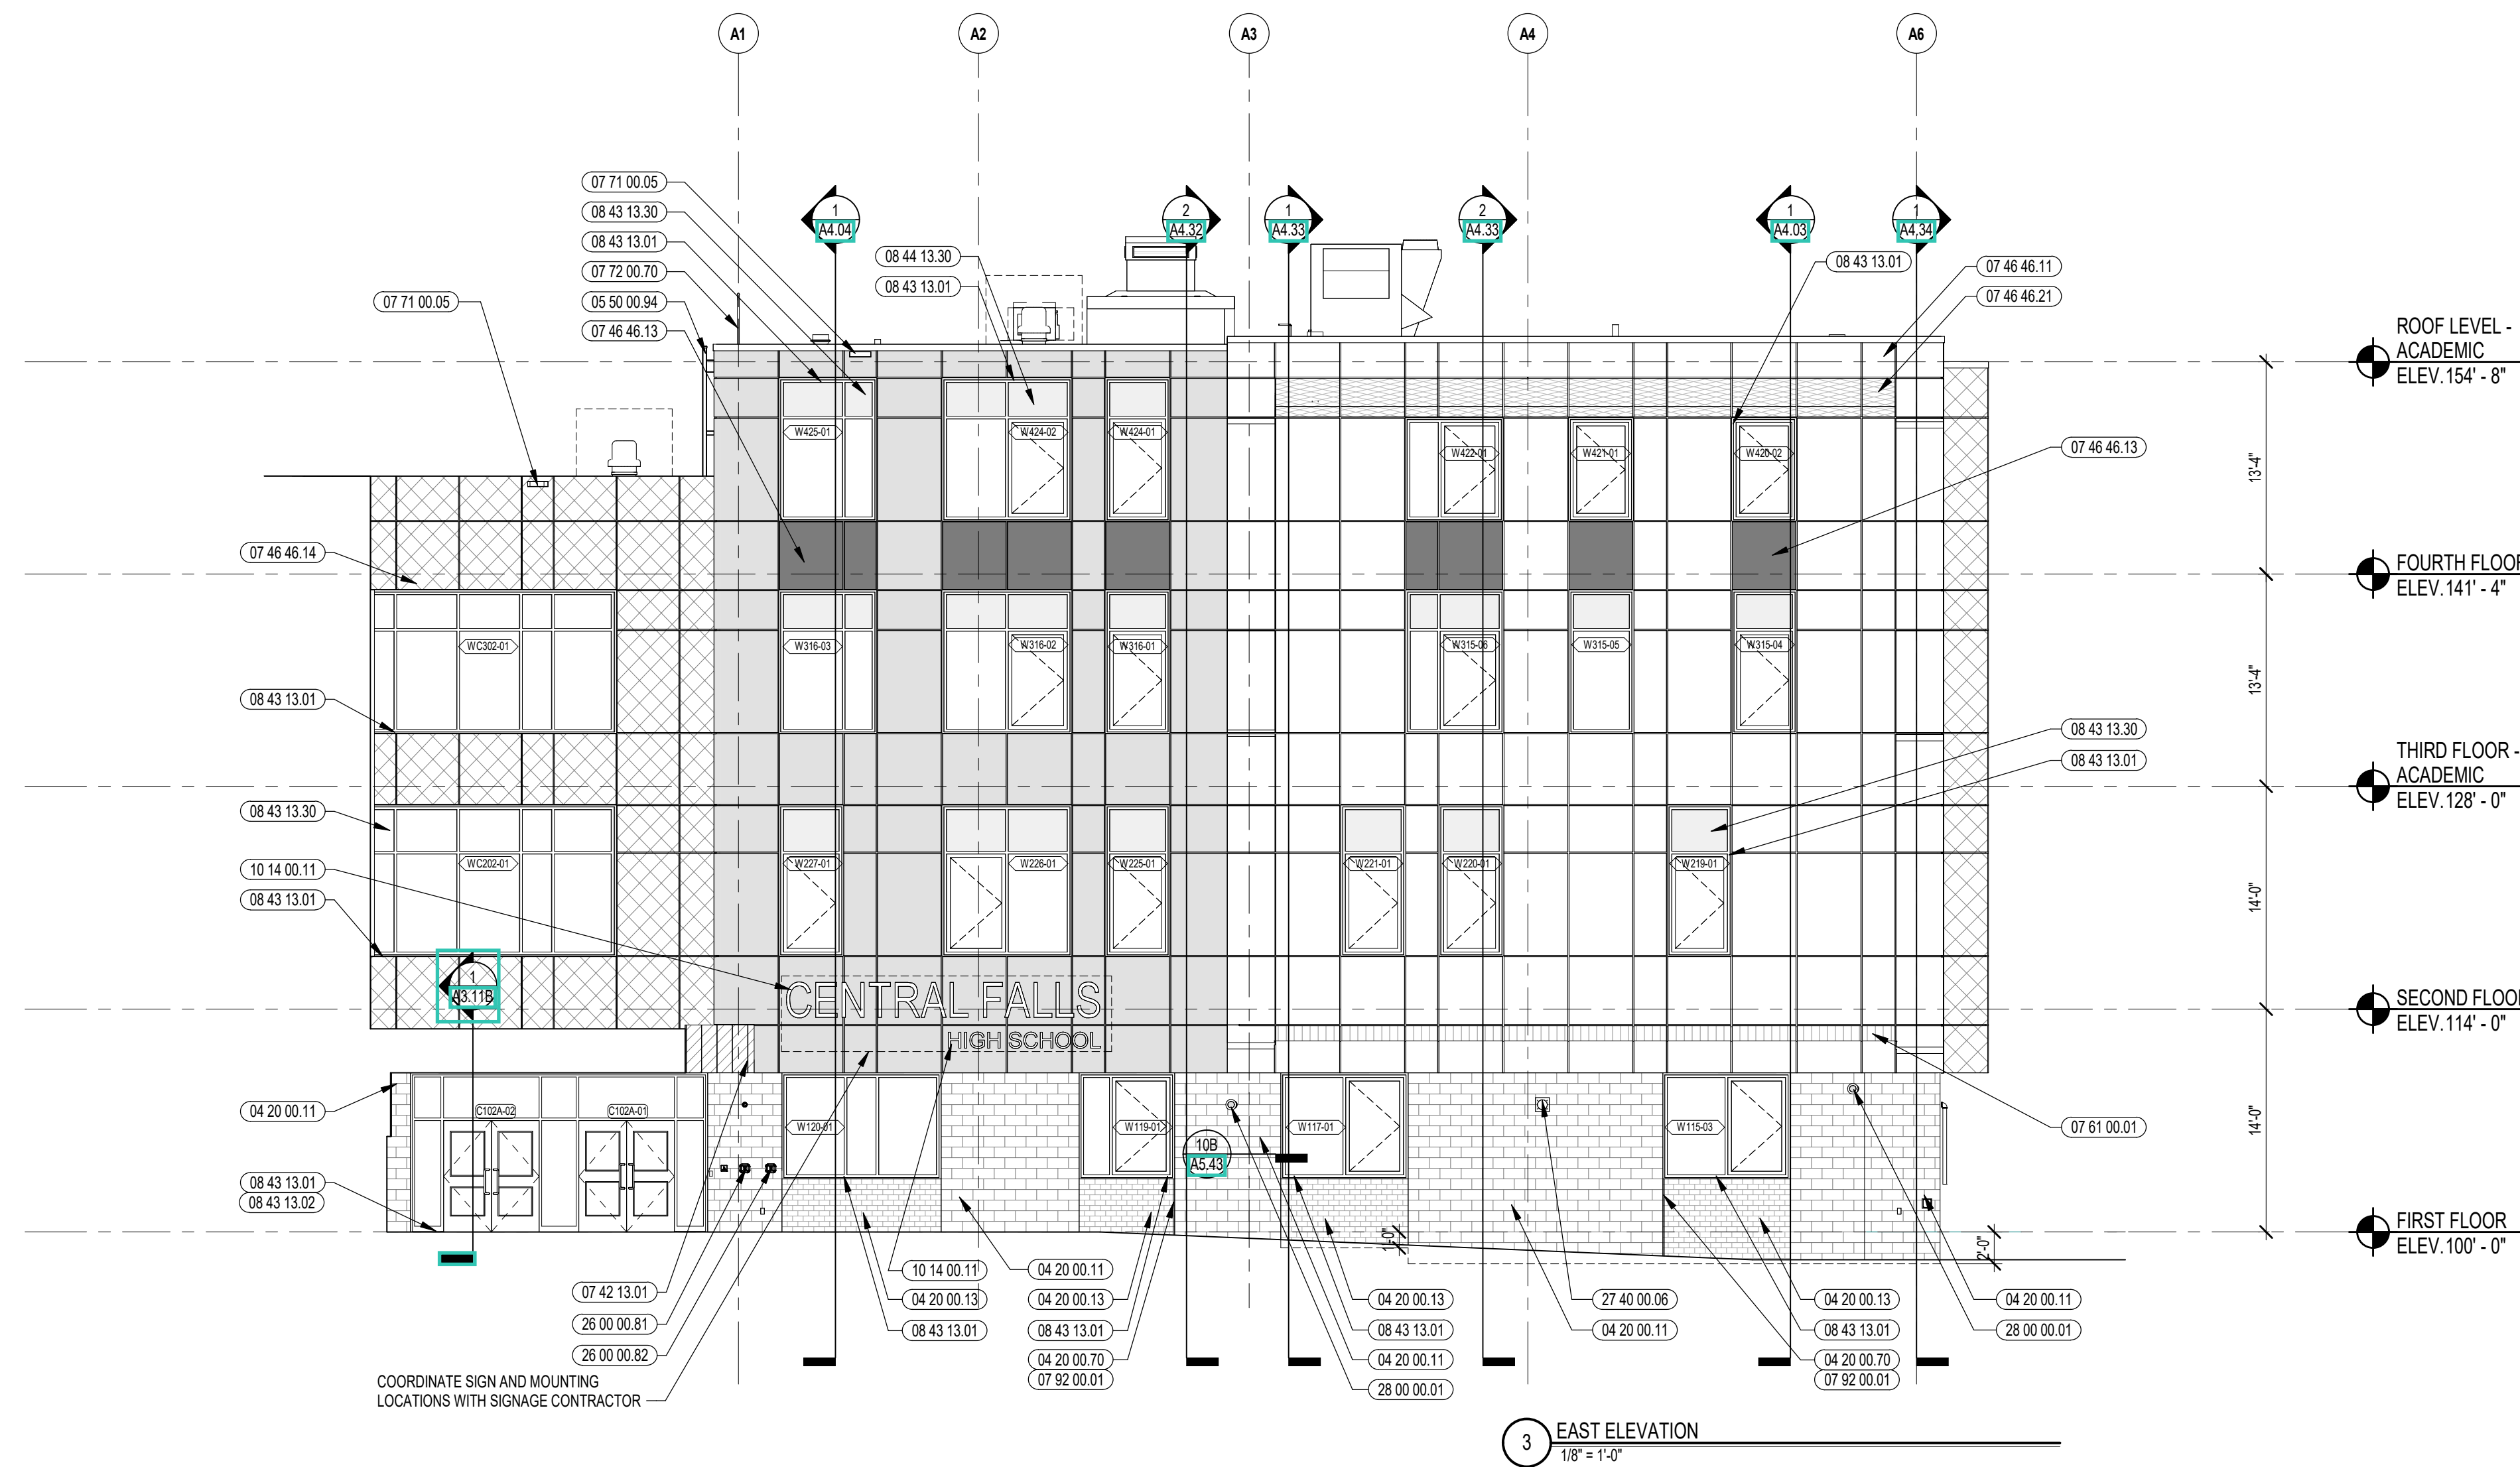 A1
A2
A3
A4
A6
07 71 00.05
08 43 13.30
08 43 13.01
07 72 00.70
05 50 00.94
07 46 46.13
07 71 00.05
1
A4.04
08 44 13.30
08 43 13.01
2
A4.32
1
A4.33
2
A4.33
1
A4.03
1
A4.34
08 43 13.01
07 46 46.11
07 46 46.21
ROOF LEVEL -
ACADEMIC
ELEV.154' - 8"
W425-01
W424-02
W424-01
W422-01
W421-01
W420-02
07 46 46.13
13'-4"
07 46 46.14
FOURTH FLOOR
ELEV.141' - 4"
WC302-01
W316-03
W316-02
W316-01
W315-06
W315-05
W315-04
13'-4"
08 43 13.01
08 43 13.30
08 43 13.01
THIRD FLOOR -
ACADEMIC
ELEV.128' - 0"
08 43 13.30
10 14 00.11
08 43 13.01
WC202-01
W227-01
W226-01
W225-01
W221-01
W220-01
W219-01
14'-0"
1
A3.11B
CENTRAL FALLS
HIGH SCHOOL
SECOND FLOOR
ELEV.114' - 0"
04 20 00.11
C102A-02
C102A-01
W120-01
W119-01
10B
A5.43
W117-01
W115-03
07 61 00.01
14'-0"
08 43 13.01
08 43 13.02
1'-0"
2'-0"
FIRST FLOOR
ELEV.100' - 0"
07 42 13.01
26 00 00.81
26 00 00.82
10 14 00.11
04 20 00.13
08 43 13.01
04 20 00.11
04 20 00.13
08 43 13.01
04 20 00.70
07 92 00.01
04 20 00.13
08 43 13.01
04 20 00.11
28 00 00.01
27 40 00.06
04 20 00.11
04 20 00.13
08 43 13.01
04 20 00.70
07 92 00.01
04 20 00.11
28 00 00.01
COORDINATE SIGN AND MOUNTING
LOCATIONS WITH SIGNAGE CONTRACTOR
3
EAST ELEVATION
1/8" = 1'-0"